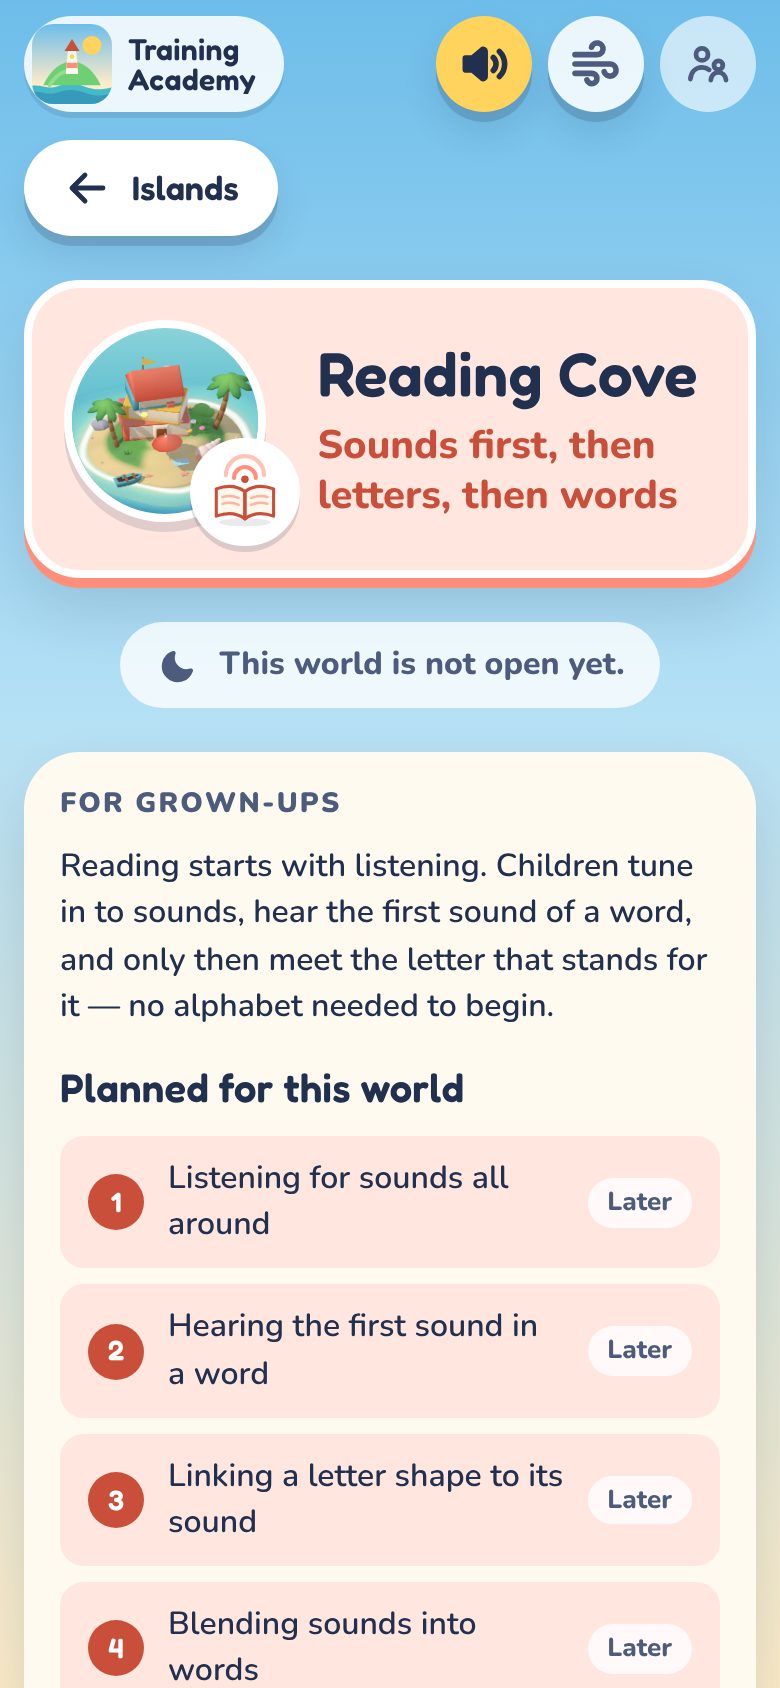 Training
Academy
Islands
Reading Cove
Sounds first, then
letters, then words
This world is not open yet.
FOR GROWN-UPS
Reading starts with listening. Children tune
in to sounds, hear the first sound of a word,
and only then meet the letter that stands for
it — no alphabet needed to begin.
Planned for this world
1
Listening for sounds all
around
Later
2
Hearing the first sound in
a word
Later
3
Linking a letter shape to its
sound
Later
4
Blending sounds into
words
Later